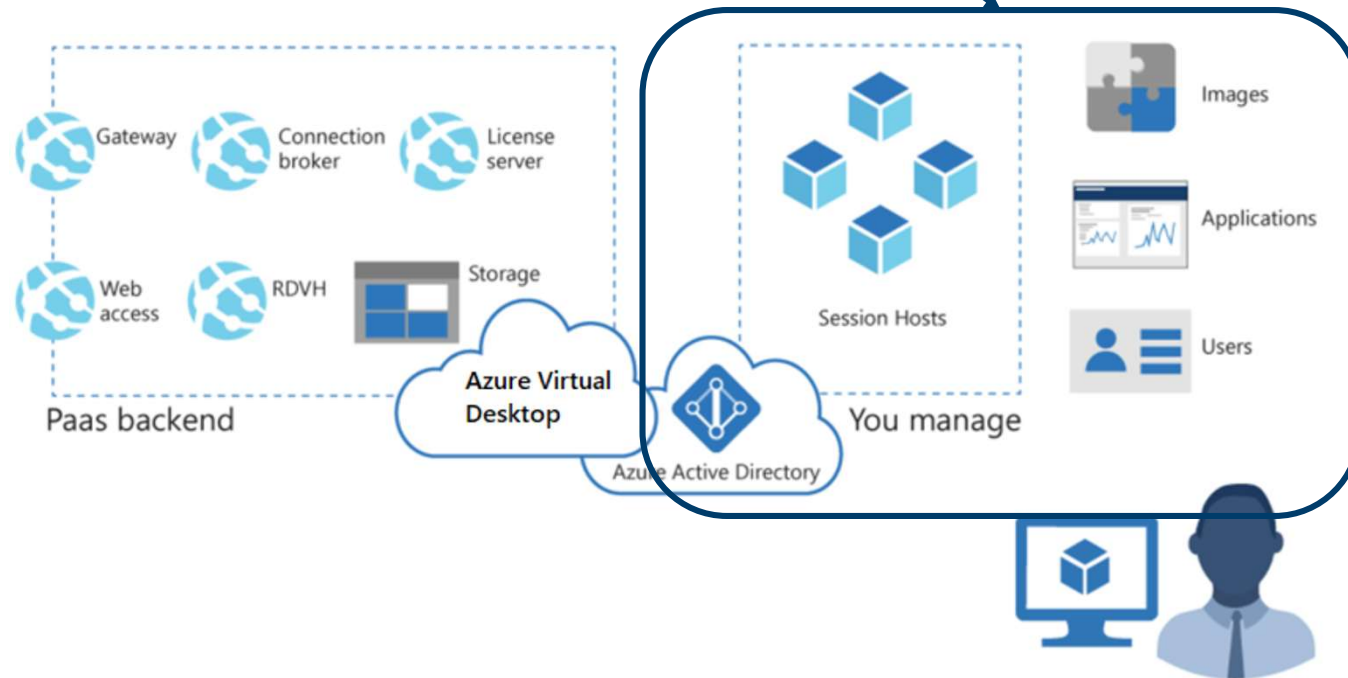 Gateway
Connection
broker
License
server
Web
access
RDVH
Storage
Azure Virtual
Desktop
Paas backend
Azure Active Directory
Session Hosts
You manage
Images
Applications
Users